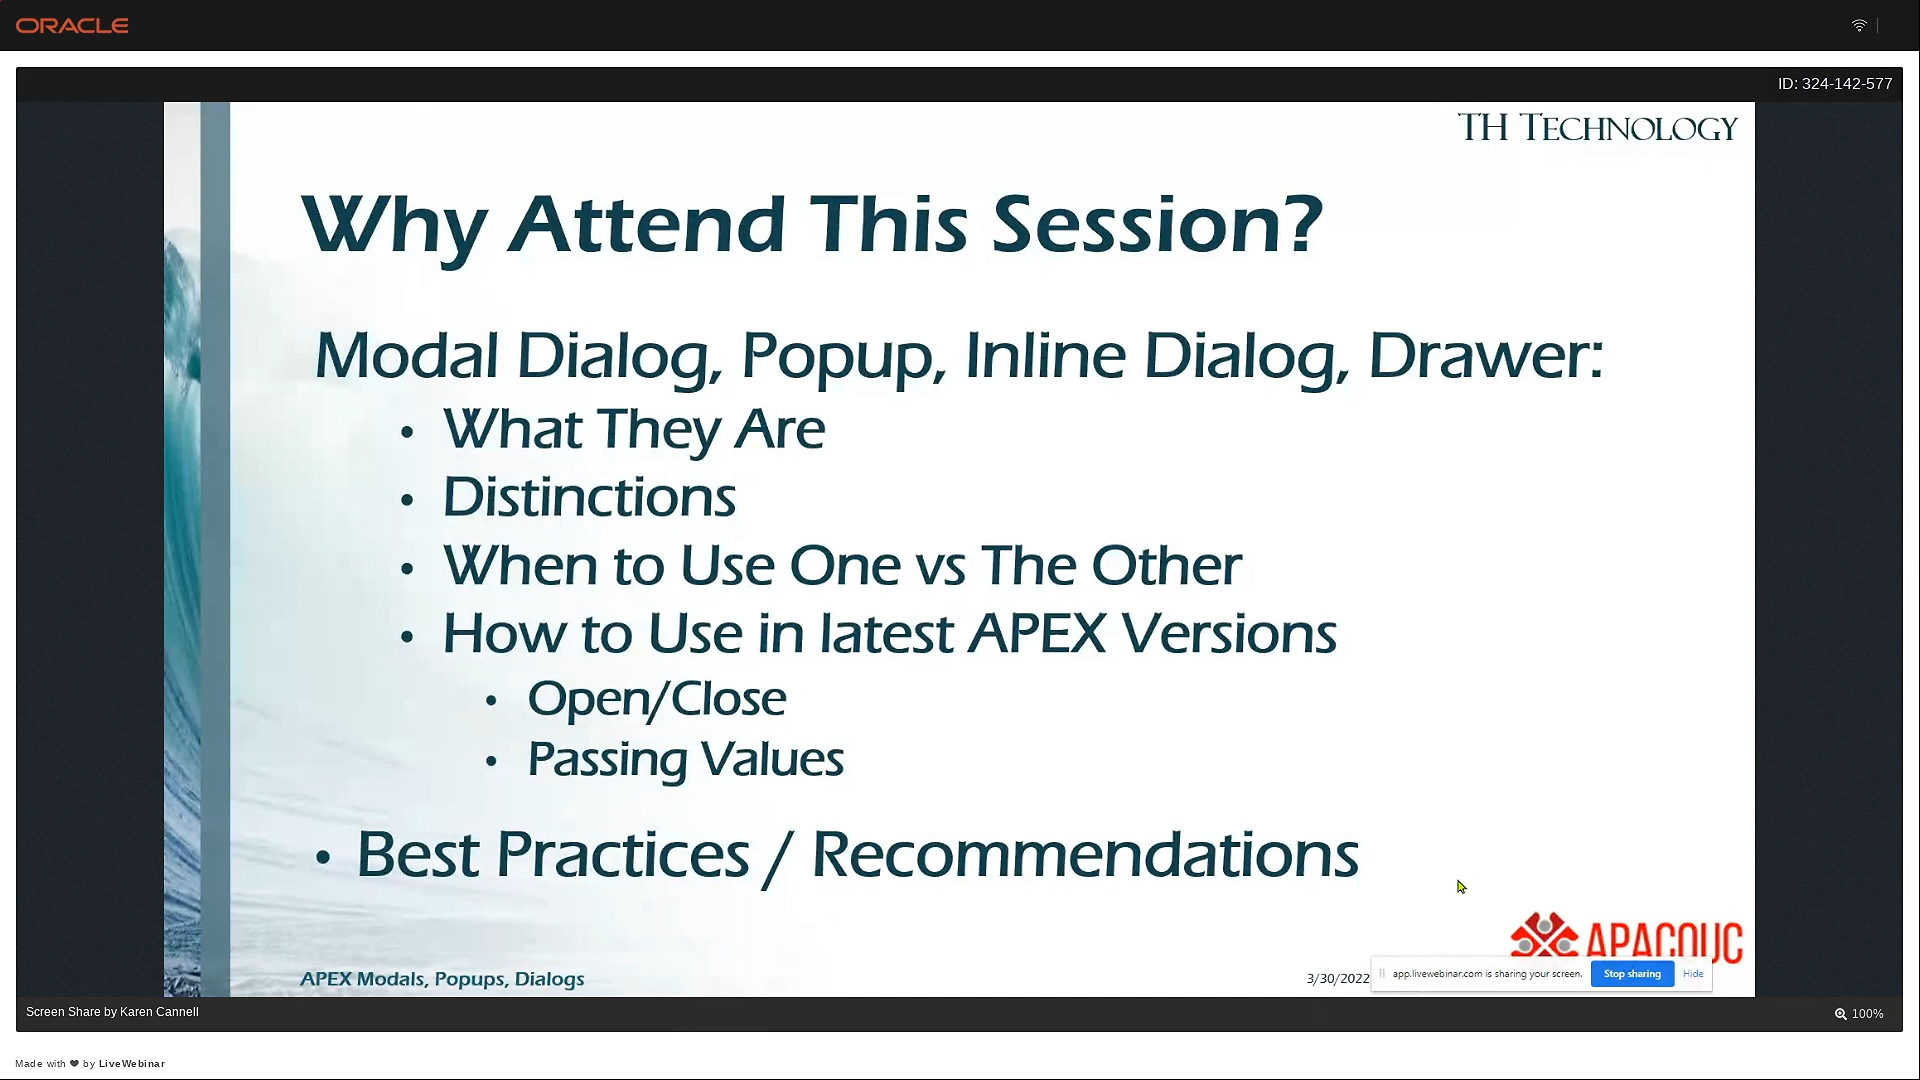 ORACLE
ID: 324-142-577
TH TECHNOLOGY
Why Attend This Session?
Modal Dialog, Popup, Inline Dialog, Drawer:
• What They Are
• Distinctions
• When to Use One vs The Other
• How to Use in latest APEX Versions
• Open/Close
• Passing Values
• Best Practices / Recommendations
APACOUC
APEX Modals, Popups, Dialogs
3/30/2022
app.livewebinar.com is sharing your screen.
Stop sharing
Hide
Screen Share by Karen Cannell
100%
Made with ❤ by LiveWebinar